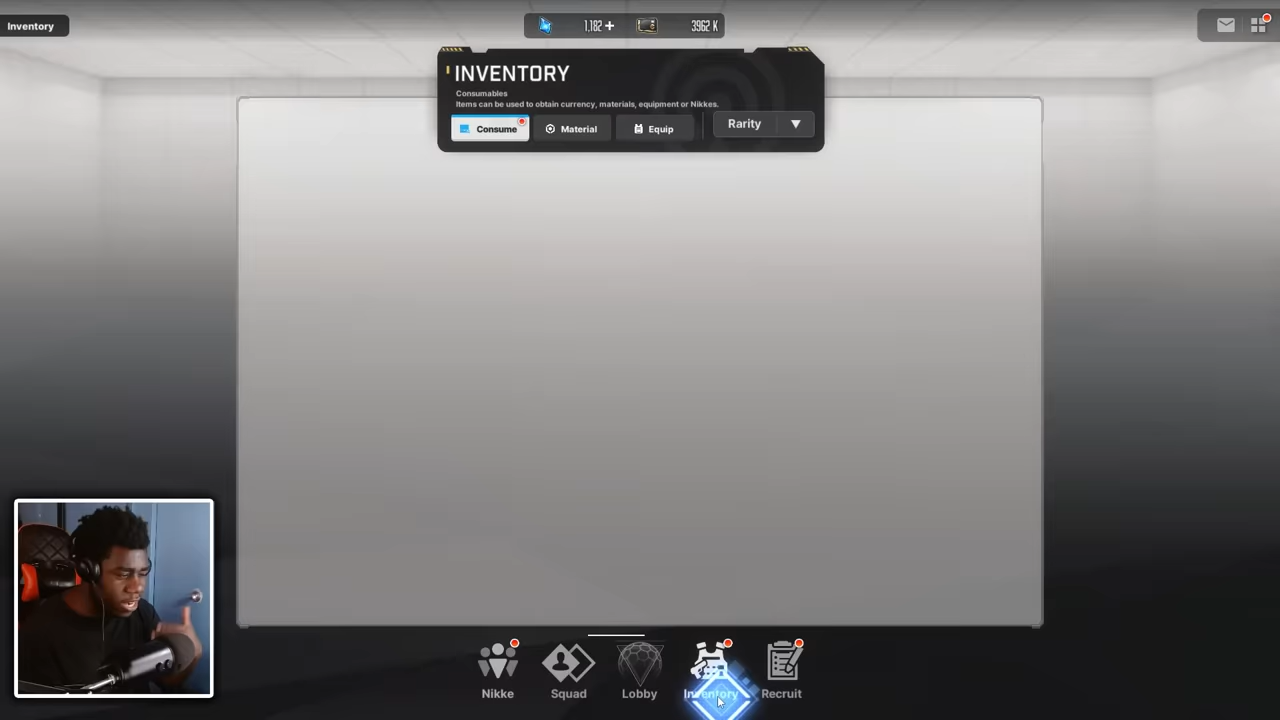 Inventory
1,182 +
3962 K
INVENTORY
Consumables
Items can be used to obtain currency, materials, equipment or Nikkes.
Consume
Material
Equip
Rarity
Nikke
Squad
Lobby
Inventory
Recruit